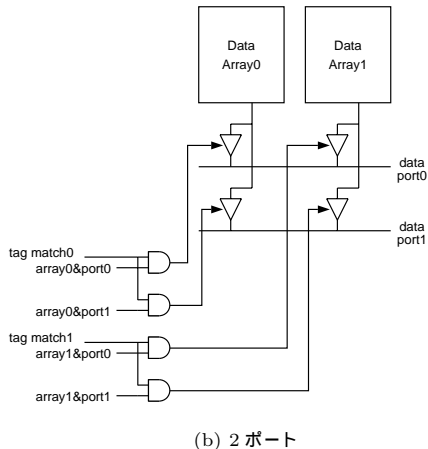 Data
Array0
Data
Array1
data
port0
data
port1
tag match0
array0&port0
array0&port1
tag match1
array1&port0
array1&port1
(b) 2 ポート